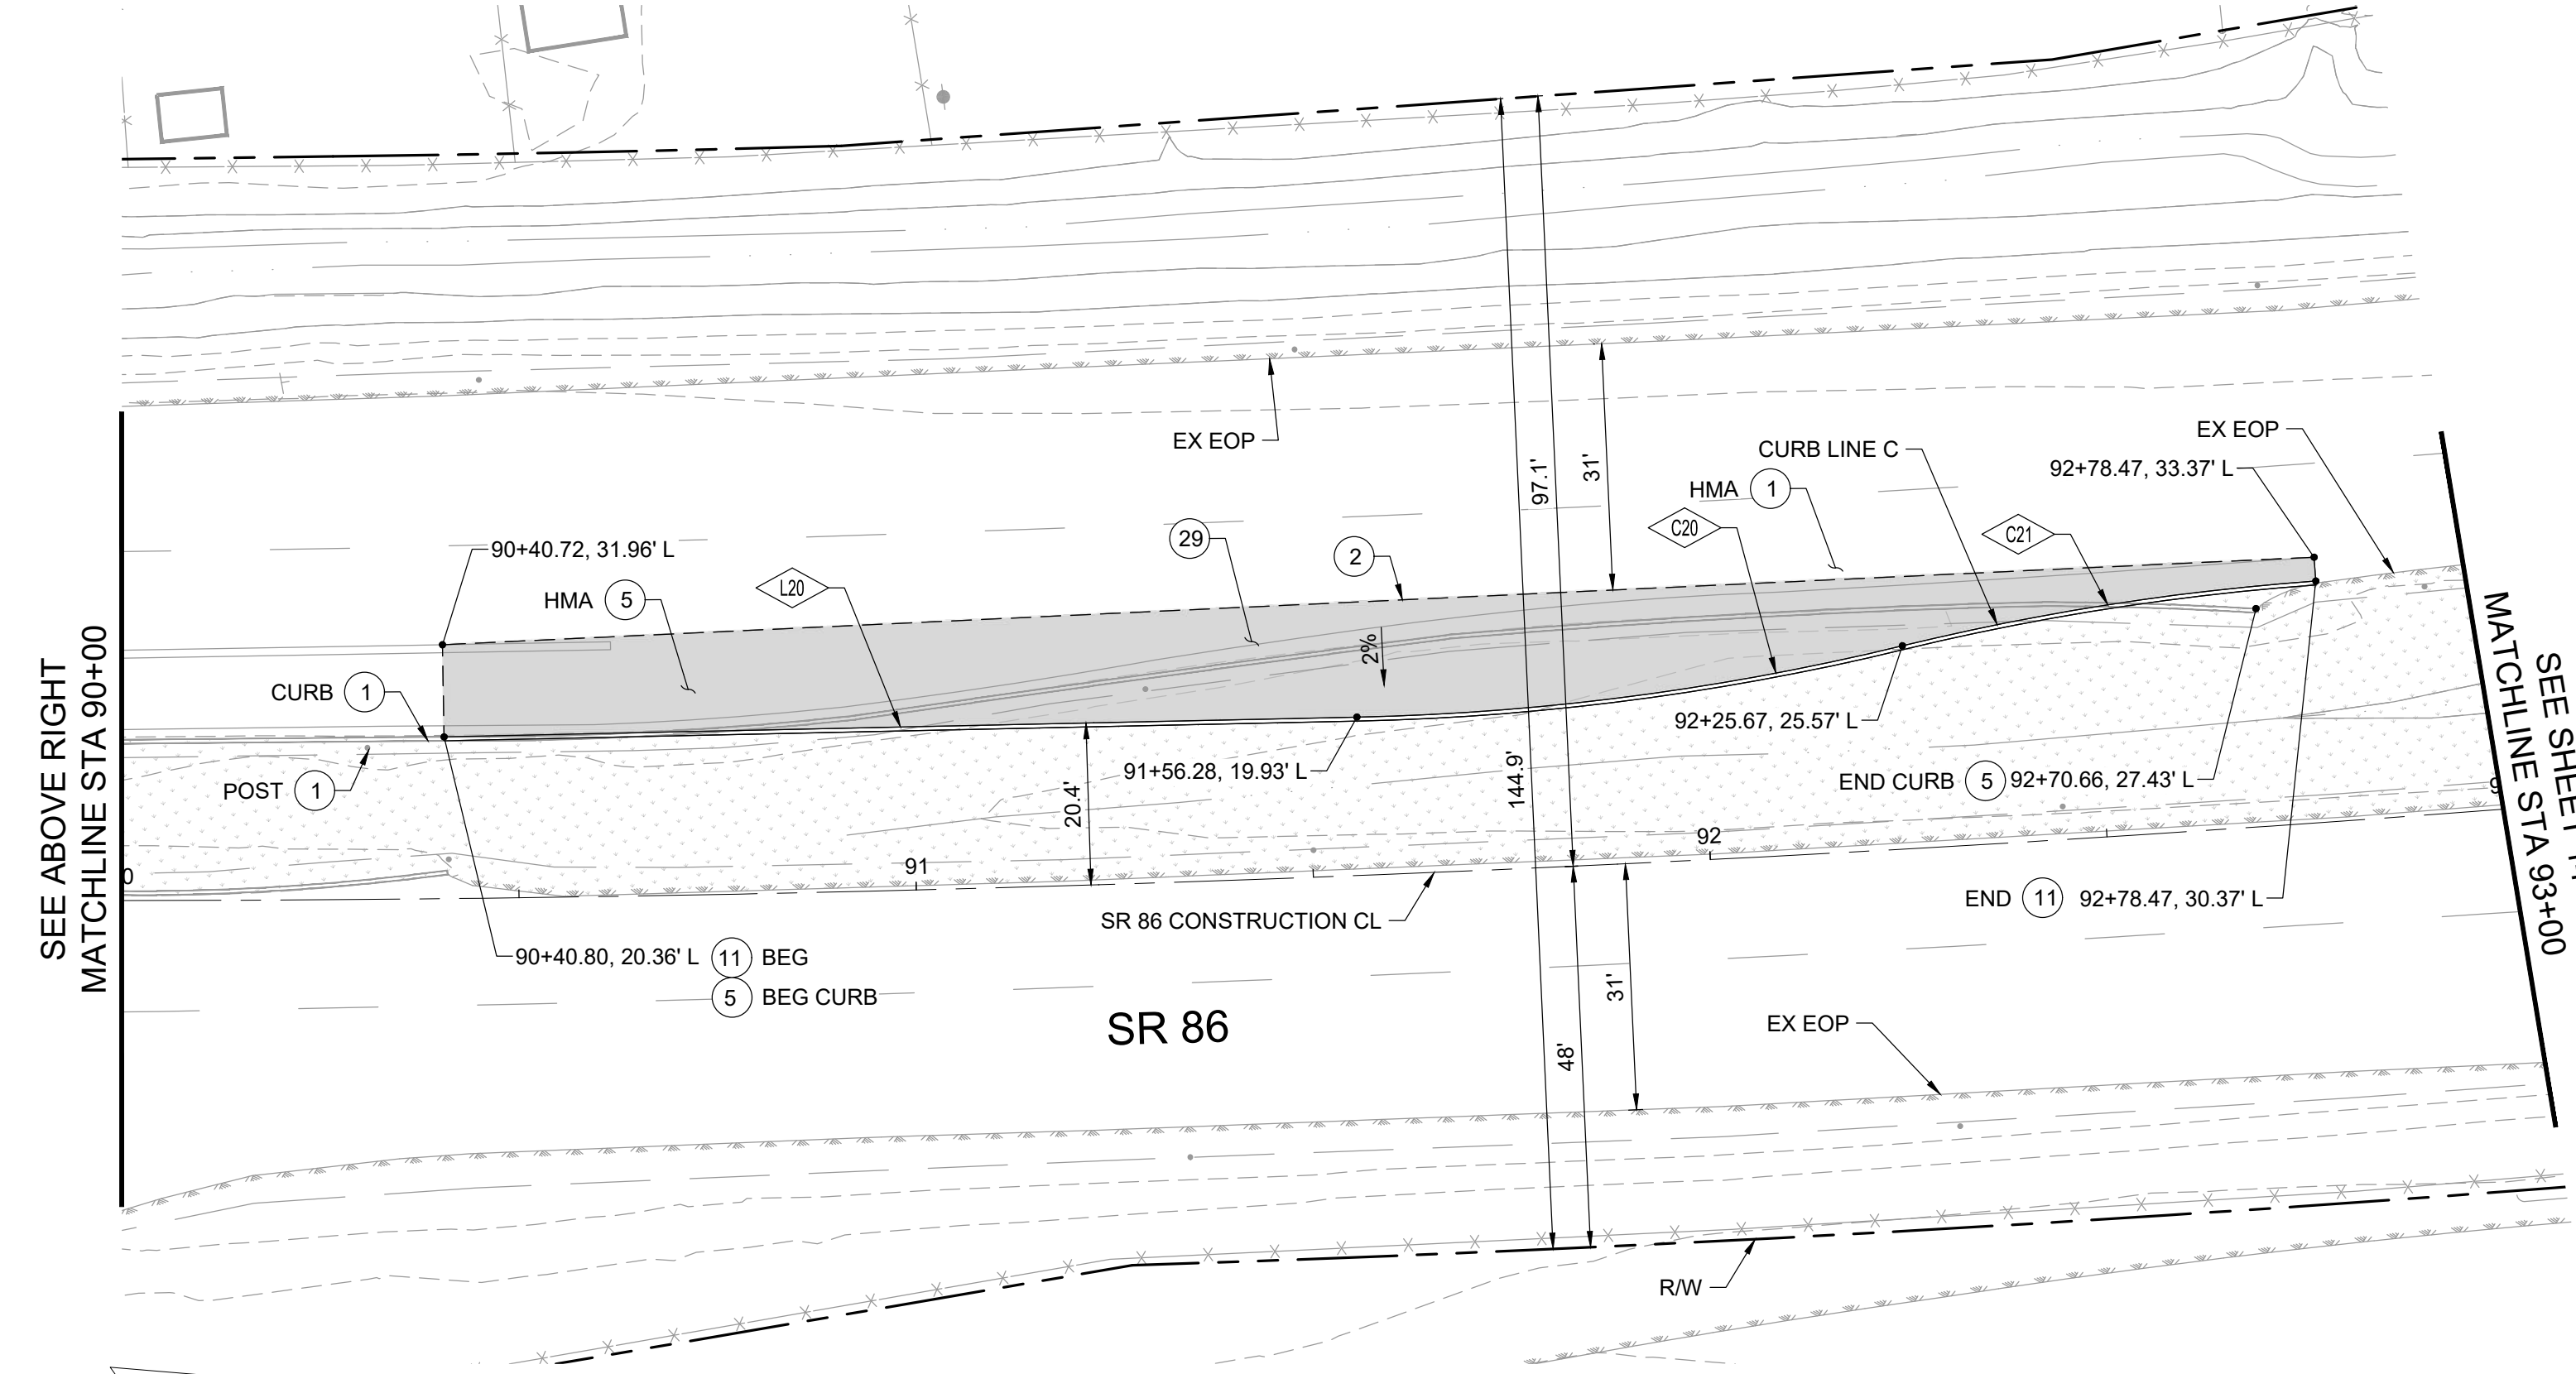 EX EOP
31'
97.1'
CURB LINE C
EX EOP
92+78.47, 33.37' L
HMA 1
C20
C21
29
2
90+40.72, 31.96' L
L20
HMA 5
2%
CURB 1
POST 1
SEE ABOVE RIGHT
MATCHLINE STA 90+00
MATCHLINE STA 93+00
92+25.67, 25.57' L
91+56.28, 19.93' L
END CURB 5 92+70.66, 27.43' L
20.4'
144.9'
92
91
0
9
END 11 92+78.47, 30.37' L
SR 86 CONSTRUCTION CL
90+40.80, 20.36' L 11 BEG
5 BEG CURB
SR 86
31'
48'
EX EOP
R/W